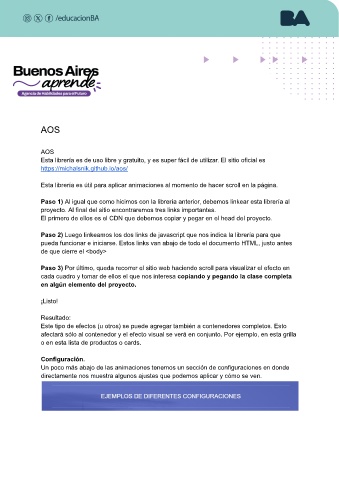 /educacionBA
BA
Buenos Aires
aprende
Agencia de Habilidades para el Futuro
AOS
AOS
Esta librería es de uso libre y gratuito, y es super fácil de utilizar. El sitio oficial es
https://michalsnik.github.io/aos/
Esta librería es útil para aplicar animaciones al momento de hacer scroll en la página.
Paso 1) Al igual que como hicimos con la librería anterior, debemos linkear esta librería al
proyecto. Al final del sitio encontraremos tres links importantes.
El primero de ellos es el CDN que debemos copiar y pegar en el head del proyecto.
Paso 2) Luego linkeamos los dos links de javascript que nos indica la librería para que
pueda funcionar e iniciarse. Estos links van abajo de todo el documento HTML, justo antes
de que cierre el <body>
Paso 3) Por último, queda recorrer el sitio web haciendo scroll para visualizar el efecto en
cada cuadro y tomar de ellos el que nos interesa copiando y pegando la clase completa
en algún elemento del proyecto.
¡Listo!
Resultado:
Este tipo de efectos (u otros) se puede agregar también a contenedores completos. Esto
afectará sólo al contenedor y el efecto visual se verá en conjunto. Por ejemplo, en esta grilla
o en esta lista de productos o cards.
Configuración.
Un poco más abajo de las animaciones tenemos un sección de configuraciones en donde
directamente nos muestra algunos ajustes que podemos aplicar y cómo se ven.
EJEMPLOS DE DIFERENTES CONFIGURACIONES